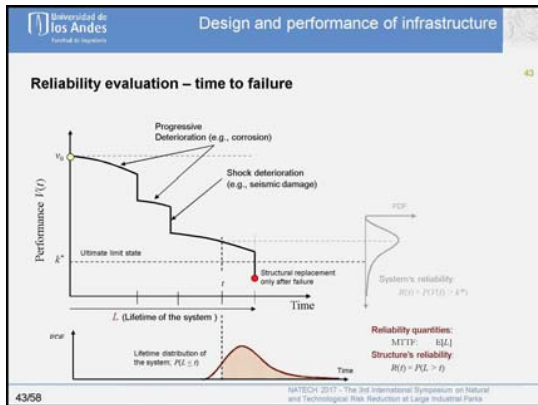 Universidad de
los Andes
Facultad de Ingeniería
Design and performance of infrastructure
43
Reliability evaluation – time to failure
Progressive
Deterioration (e.g., corrosion)
v₀
Shock deterioration
(e.g., seismic damage)
Performance V(t)
PDF
k*
Ultimate limit state
Structural replacement
only after failure
t
Time
System's reliability:
R(t) = P(V(t) > k*)
L (Lifetime of the system)
Reliability quantities:
MTTF: E[L]
Structure's reliability:
R(t) = P(L > t)
PDF
Lifetime distribution of
the system; P(L ≤ t)
Time
43/58
NATECH 2017 - The 3rd International Symposium on Natural
and Technological Risk Reduction at Large Industrial Parks